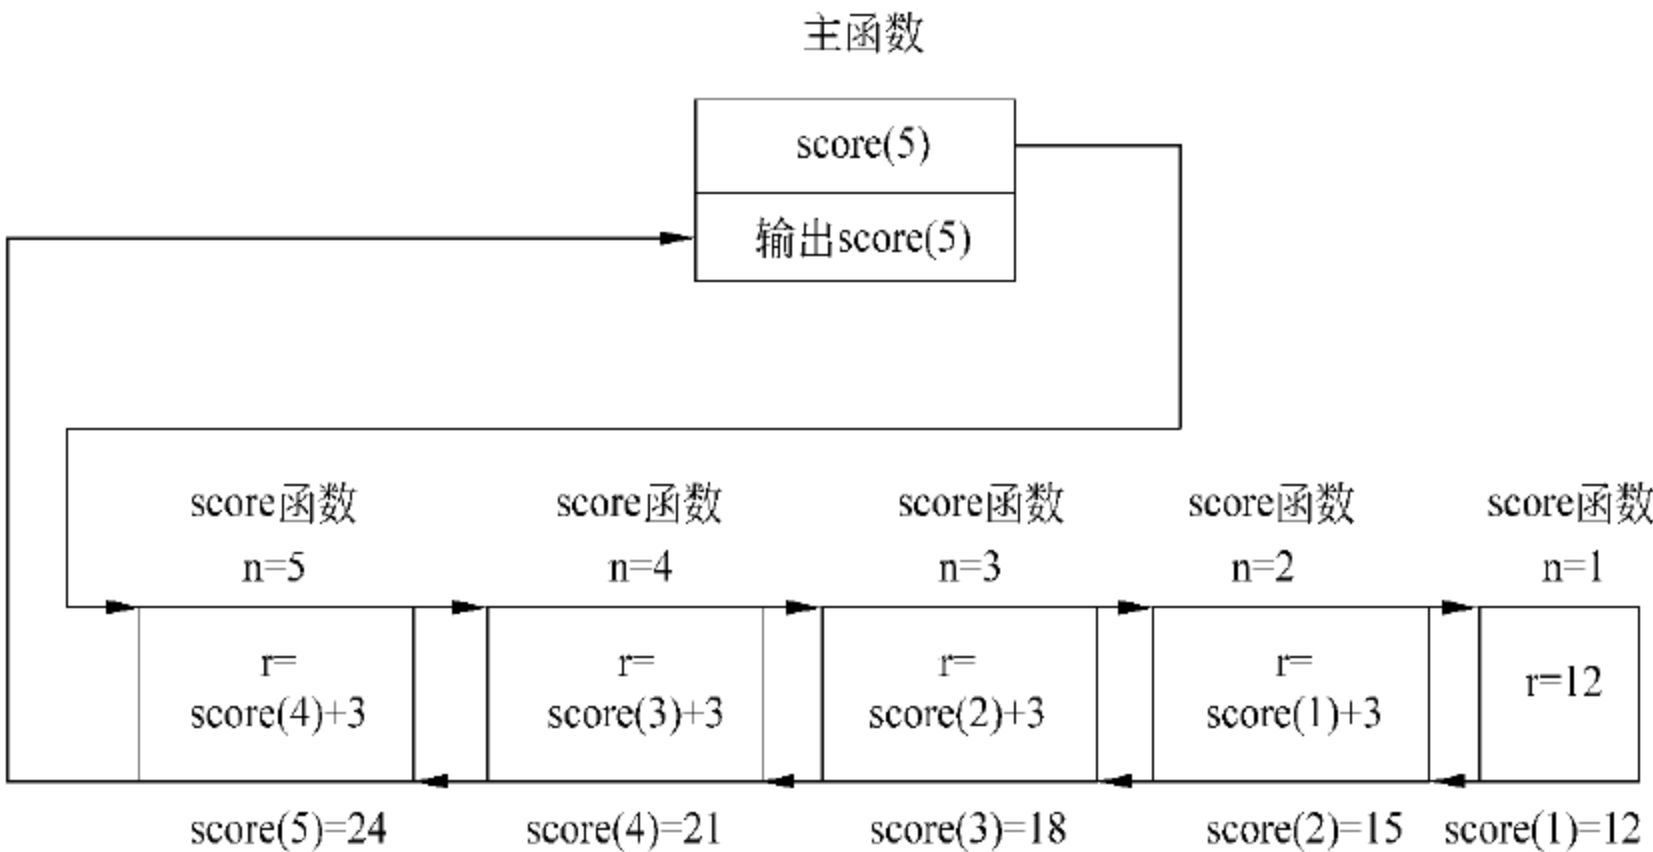 主函数
score(5)
输出score(5)
score函数 score函数 score函数 score函数 score函数
n=5 n=4 n=3 n=2 n=1
r= r= r= r= r=12
score(4)+3 score(3)+3 score(2)+3 score(1)+3
score(5)=24 score(4)=21 score(3)=18 score(2)=15 score(1)=12